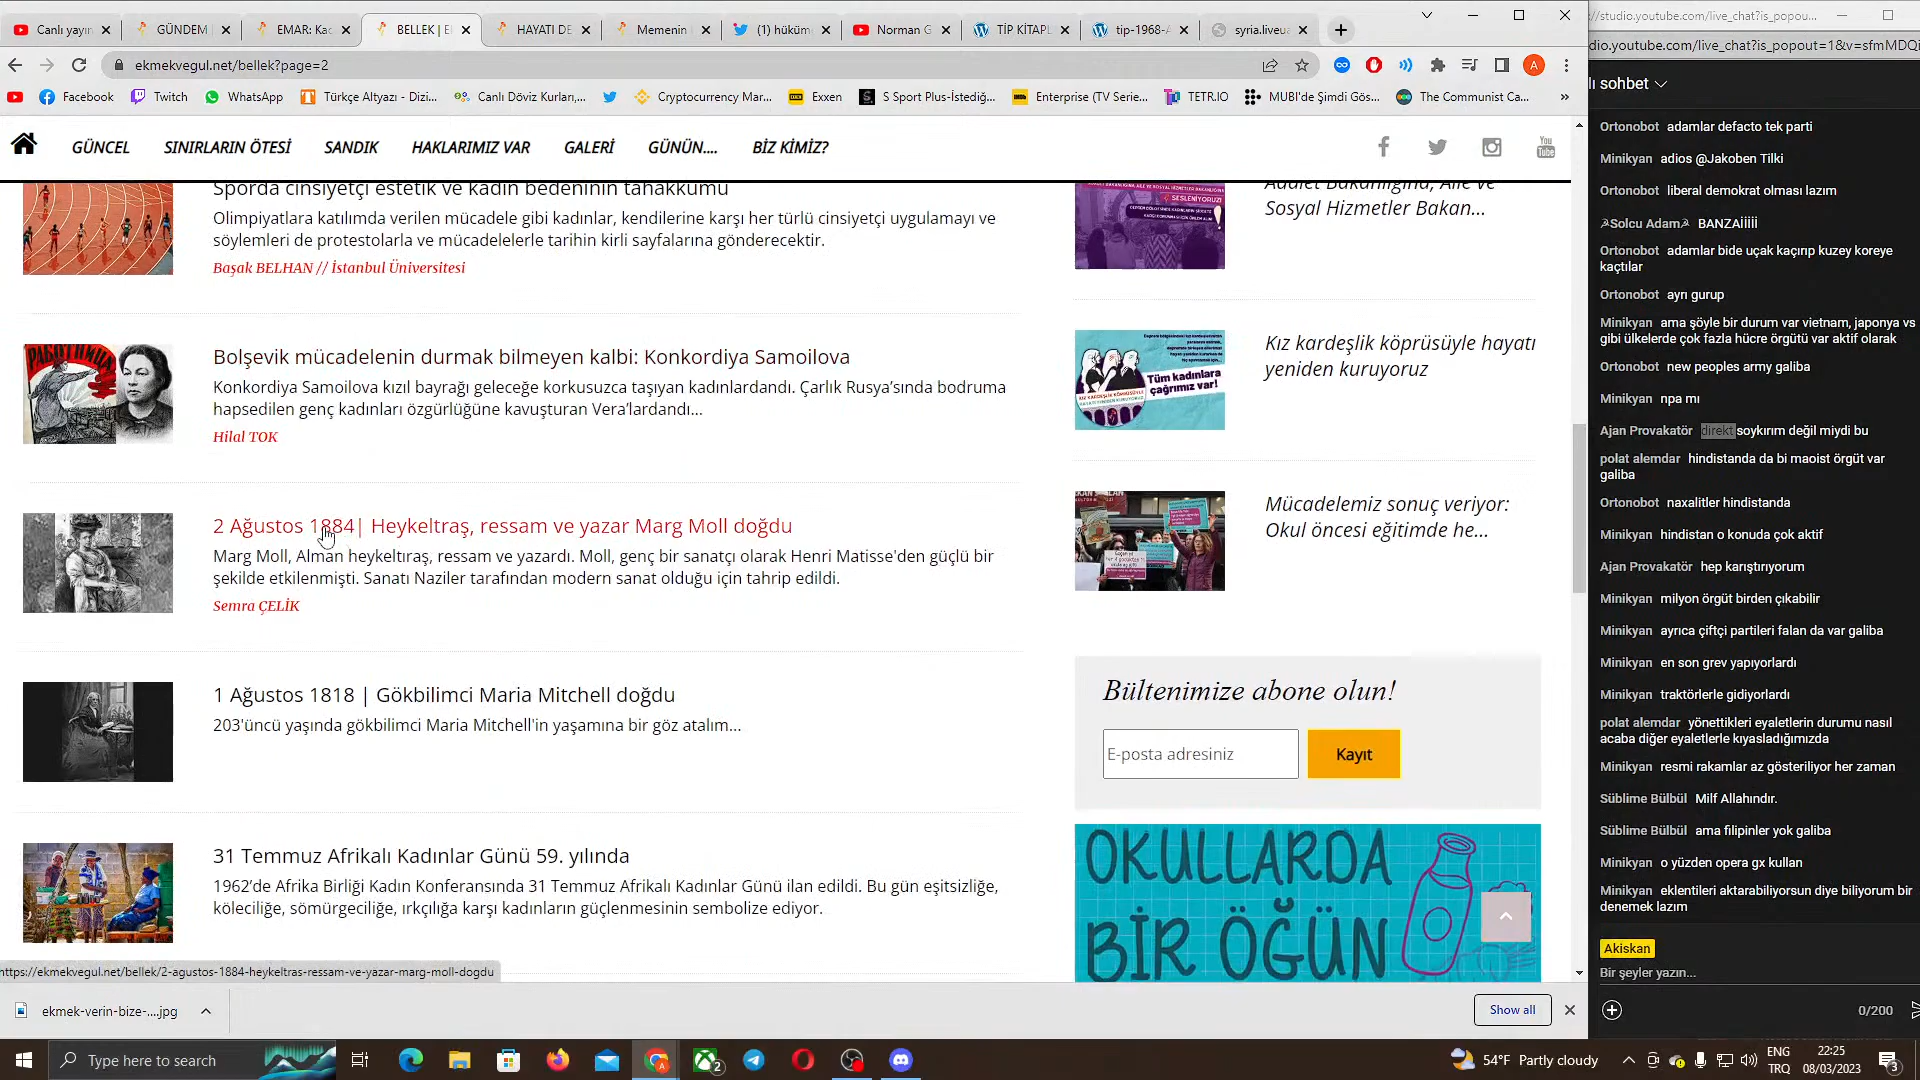 Canlı yayın
GÜNDEM |
EMAR: Kad
BELLEK | E
HAYATI DE
Memenin
(1) hüküm
Norman G
TİP KİTAPL
tip-1968-A
syria.liveua
ekmekvegul.net/bellek?page=2
Facebook
Twitch
WhatsApp
Türkçe Altyazı - Dizi...
Canlı Döviz Kurları,...
Cryptocurrency Mar...
Exxen
S Sport Plus-İstediğ...
Enterprise (TV Serie...
TETR.IO
MUBI'de Şimdi Gös...
The Communist Ca...
»
GÜNCEL
SINIRLARIN ÖTESİ
SANDIK
HAKLARIMIZ VAR
GALERİ
GÜNÜN....
BİZ KİMİZ?
You Tube
Sporda cinsiyetçi estetik ve kadın bedeninin tahakkümü
Olimpiyatlara katılımda verilen mücadele gibi kadınlar, kendilerine karşı her türlü cinsiyetçi uygulamayı ve
söylemleri de protestolarla ve mücadelelerle tarihin kirli sayfalarına gönderecektir.
Başak BELHAN // İstanbul Üniversitesi
РАБОТНИЦА
Bolşevik mücadelenin durmak bilmeyen kalbi: Konkordiya Samoilova
Konkordiya Samoilova kızıl bayrağı geleceğe korkusuzca taşıyan kadınlardandı. Çarlık Rusya’sında bodruma
hapsedilen genç kadınları özgürlüğüne kavuşturan Vera’lardandı...
Hilal TOK
2 Ağustos 1884| Heykeltraş, ressam ve yazar Marg Moll doğdu
Marg Moll, Alman heykeltıraş, ressam ve yazardı. Moll, genç bir sanatçı olarak Henri Matisse'den güçlü bir
şekilde etkilenmişti. Sanatı Naziler tarafından modern sanat olduğu için tahrip edildi.
Semra ÇELİK
1 Ağustos 1818 | Gökbilimci Maria Mitchell doğdu
203'üncü yaşında gökbilimci Maria Mitchell'in yaşamına bir göz atalım...
31 Temmuz Afrikalı Kadınlar Günü 59. yılında
1962’de Afrika Birliği Kadın Konferansında 31 Temmuz Afrikalı Kadınlar Günü ilan edildi. Bu gün eşitsizliğe,
köleciliğe, sömürgeciliğe, ırkçılığa karşı kadınların güçlenmesinin sembolize ediyor.
SESLENİYORUZ!
Adalet Bakanlığına, Aile ve
Sosyal Hizmetler Bakan...
Tüm kadınlara
çağrımız var!
Kız kardeşlik köprüsüyle hayatı
yeniden kuruyoruz
Mücadelemiz sonuç veriyor:
Okul öncesi eğitimde he...
Bültenimize abone olun!
E-posta adresiniz
Kayıt
OKULLARDA
BİR ÖĞÜN
https://ekmekvegul.net/bellek/2-agustos-1884-heykeltras-ressam-ve-yazar-marg-moll-dogdu
ekmek-verin-bize-....jpg
Show all
Type here to search
2
54°F Partly cloudy
ENG
TRQ
22:25
08/03/2023
3
//studio.youtube.com/live_chat?is_popou...
dio.youtube.com/live_chat?is_popout=1&v=sfmMDQi
lı sohbet
Ortonobot adamlar defacto tek parti
Minikyan adios @Jakoben Tilki
Ortonobot liberal demokrat olması lazım
☭Solcu Adam☭ BANZAiiiii
Ortonobot adamlar bide uçak kaçırıp kuzey koreye
kaçtılar
Ortonobot ayrı gurup
Minikyan ama şöyle bir durum var vietnam, japonya vs
gibi ülkelerde çok fazla hücre örgütü var aktif olarak
Ortonobot new peoples army galiba
Minikyan npa mı
Ajan Provakatör direkt soykırım değil miydi bu
polat alemdar hindistanda da bi maoist örgüt var
galiba
Ortonobot naxalitler hindistanda
Minikyan hindistan o konuda çok aktif
Ajan Provakatör hep karıştırıyorum
Minikyan milyon örgüt birden çıkabilir
Minikyan ayrıca çiftçi partileri falan da var galiba
Minikyan en son grev yapıyorlardı
Minikyan traktörlerle gidiyorlardı
polat alemdar yönettikleri eyaletlerin durumu nasıl
acaba diğer eyaletlerle kıyasladığımızda
Minikyan resmi rakamlar az gösteriliyor her zaman
Süblime Bülbül Milf Allahındır.
Süblime Bülbül ama filipinler yok galiba
Minikyan o yüzden opera gx kullan
Minikyan eklentileri aktarabiliyorsun diye biliyorum bir
denemek lazım
Akiskan
Bir şeyler yazın...
0/200